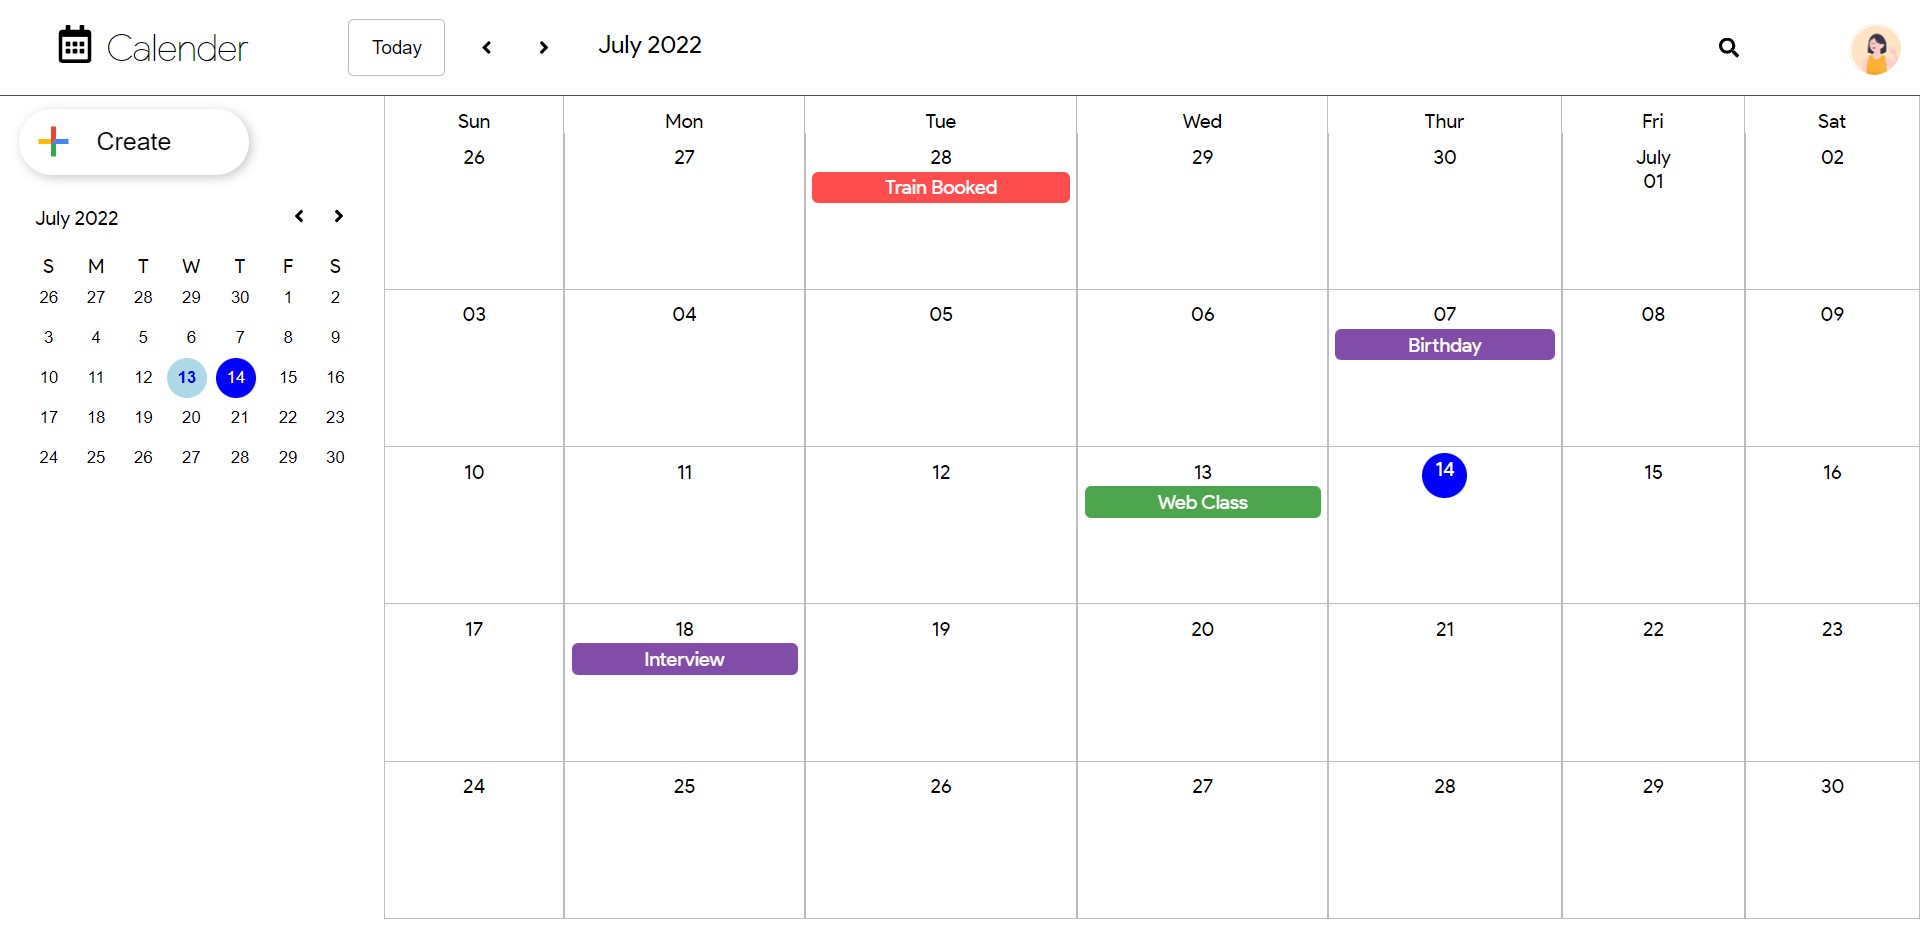 Calender
Today
July 2022
Create
July 2022
S M T W T F S
26 27 28 29 30 1 2
3 4 5 6 7 8 9
10 11 12 13 14 15 16
17 18 19 20 21 22 23
24 25 26 27 28 29 30
Sun Mon Tue Wed Thur Fri Sat
26 27 28 29 30 July 02
01
Train Booked
03 04 05 06 07 08 09
Birthday
10 11 12 13 14 15 16
Web Class
17 18 19 20 21 22 23
Interview
24 25 26 27 28 29 30